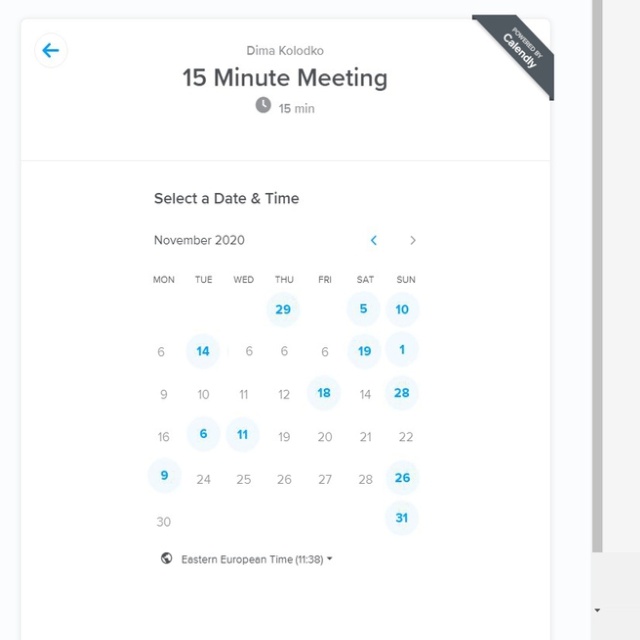 Dima Kolodko
15 Minute Meeting
15 min
POWERED BY
Calendly
Select a Date & Time
November 2020
MON TUE WED THU FRI SAT SUN
29 5 10
6 14 6 6 6 19 1
9 10 11 12 18 14 28
16 6 11 19 20 21 22
9 24 25 26 27 28 26
30 31
Eastern European Time (11:38)